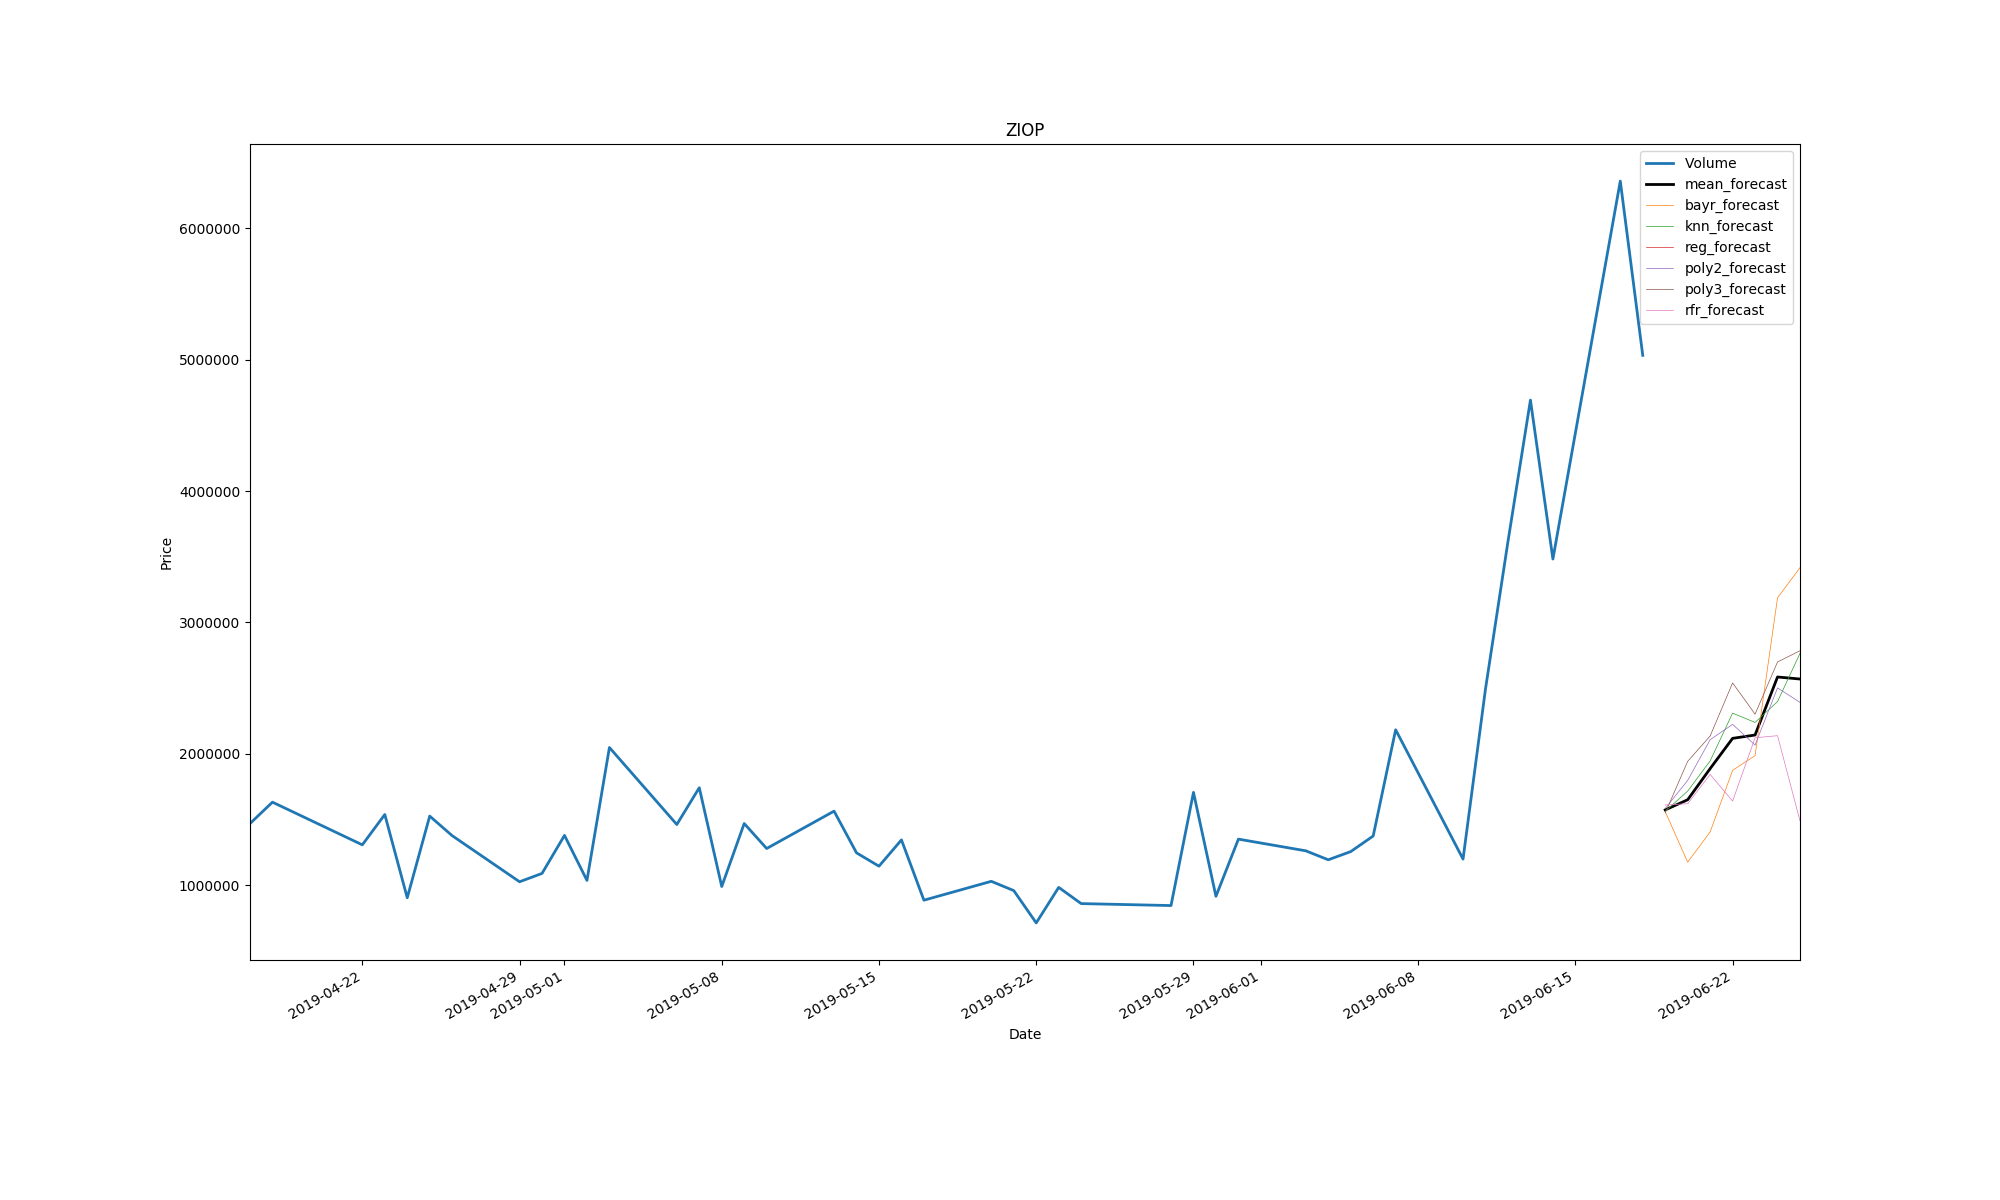 ZIOP
Volume
mean_forecast
bayr_forecast
knn_forecast
reg_forecast
poly2_forecast
poly3_forecast
rfr_forecast
6000000
5000000
4000000
3000000
2000000
1000000
Price
2019-04-22
2019-04-29
2019-05-01
2019-05-08
2019-05-15
2019-05-22
2019-05-29
2019-06-01
2019-06-08
2019-06-15
2019-06-22
Date